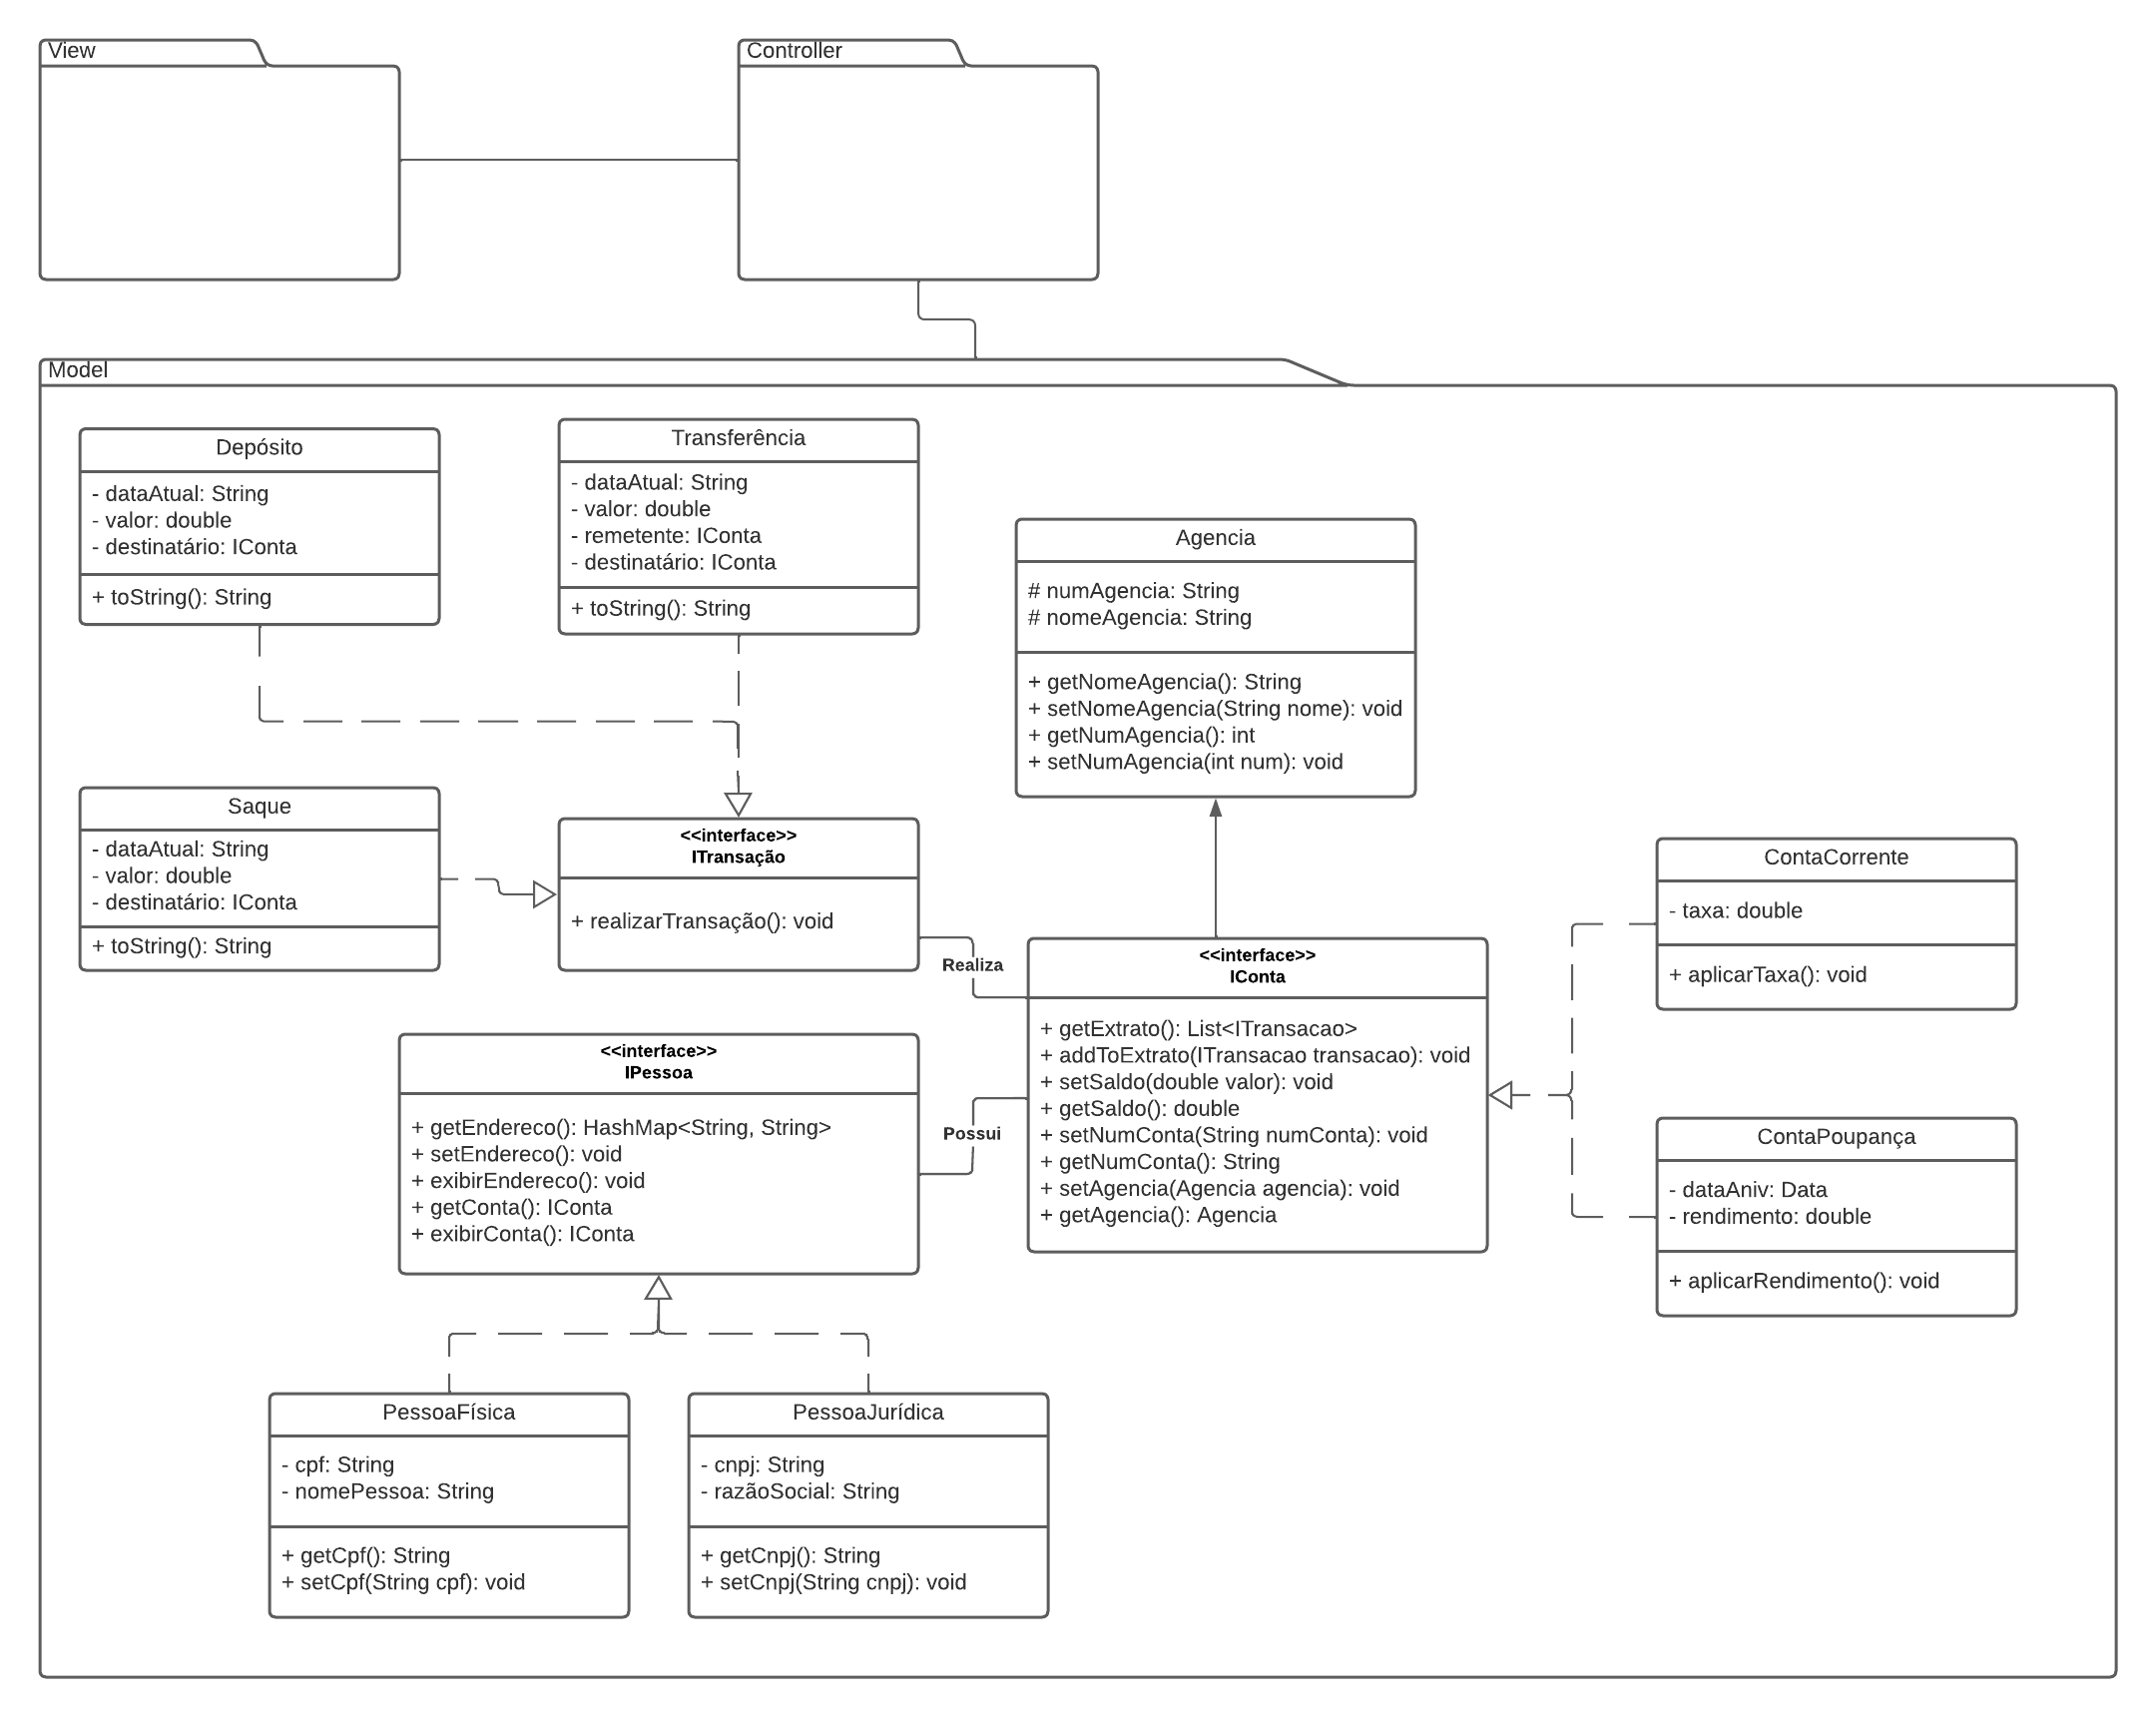 View
Controller
Model
Depósito
- dataAtual: String
- valor: double
- destinatário: IConta
+ toString(): String
Transferência
- dataAtual: String
- valor: double
- remetente: IConta
- destinatário: IConta
+ toString(): String
Agencia
# numAgencia: String
# nomeAgencia: String
+ getNomeAgencia(): String
+ setNomeAgencia(String nome): void
+ getNumAgencia(): int
+ setNumAgencia(int num): void
Saque
- dataAtual: String
- valor: double
- destinatário: IConta
+ toString(): String
<<interface>>
ITransação
+ realizarTransação(): void
Realiza
<<interface>>
IConta
+ getExtrato(): List<ITransacao>
+ addToExtrato(ITransacao transacao): void
+ setSaldo(double valor): void
+ getSaldo(): double
+ setNumConta(String numConta): void
+ getNumConta(): String
+ setAgencia(Agencia agencia): void
+ getAgencia(): Agencia
ContaCorrente
- taxa: double
+ aplicarTaxa(): void
<<interface>>
IPessoa
+ getEndereco(): HashMap<String, String>
+ setEndereco(): void
+ exibirEndereco(): void
+ getConta(): IConta
+ exibirConta(): IConta
Possui
ContaPoupança
- dataAniv: Data
- rendimento: double
+ aplicarRendimento(): void
PessoaFísica
- cpf: String
- nomePessoa: String
+ getCpf(): String
+ setCpf(String cpf): void
PessoaJurídica
- cnpj: String
- razãoSocial: String
+ getCnpj(): String
+ setCnpj(String cnpj): void